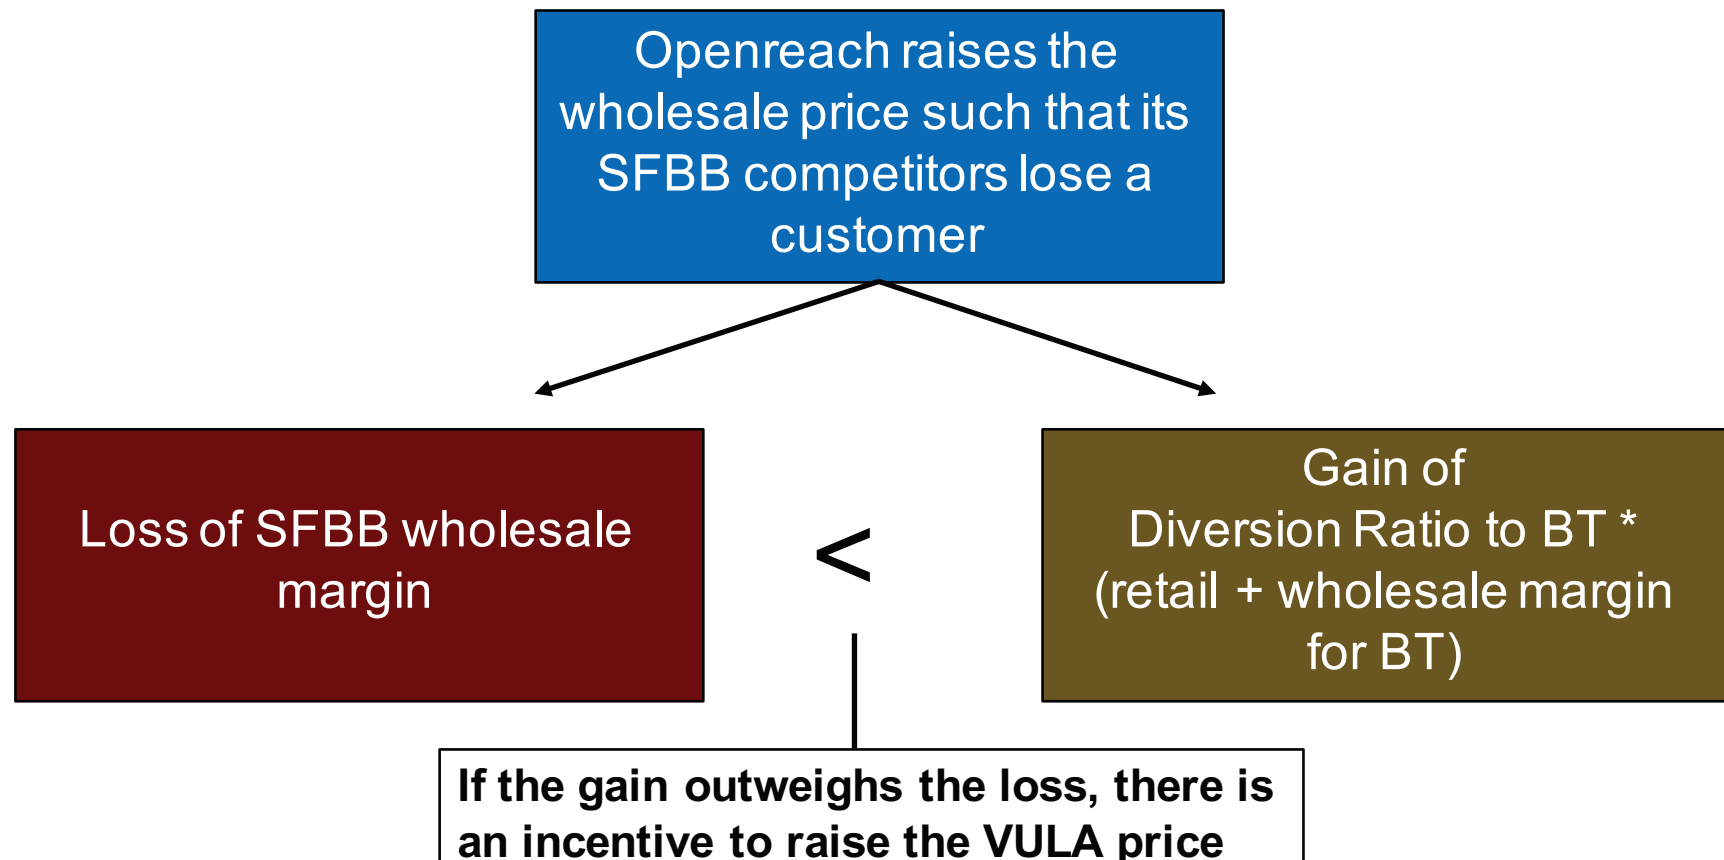 Openreach raises the
wholesale price such that its
SFBB competitors lose a
customer
Loss of SFBB wholesale
margin
<
Gain of
Diversion Ratio to BT *
(retail + wholesale margin
for BT)
If the gain outweighs the loss, there is
an incentive to raise the VULA price